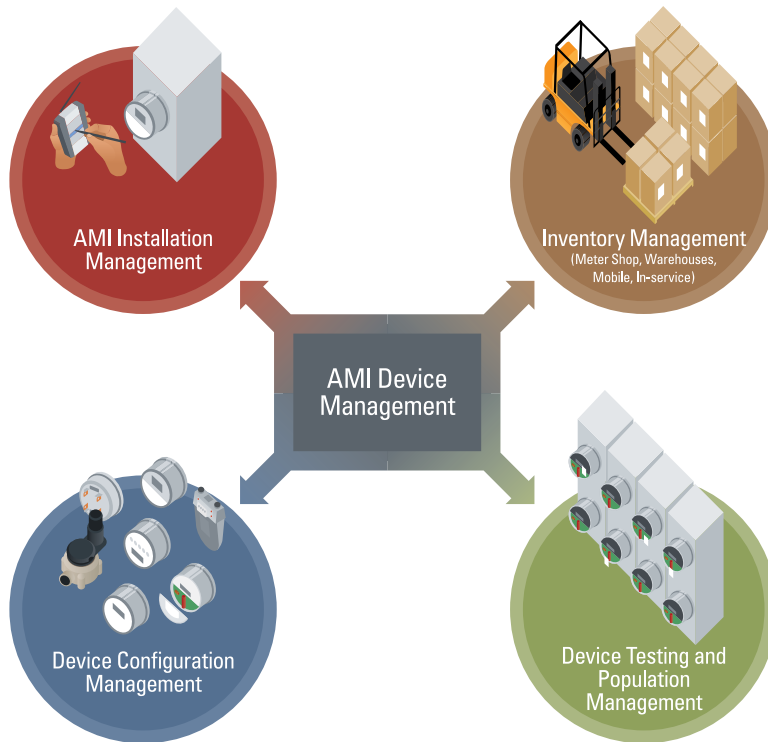 AMI Installation
Management
Inventory Management
(Meter Shop, Warehouses,
Mobile, In-service)
AMI Device
Management
Device Configuration
Management
Device Testing and
Population
Management